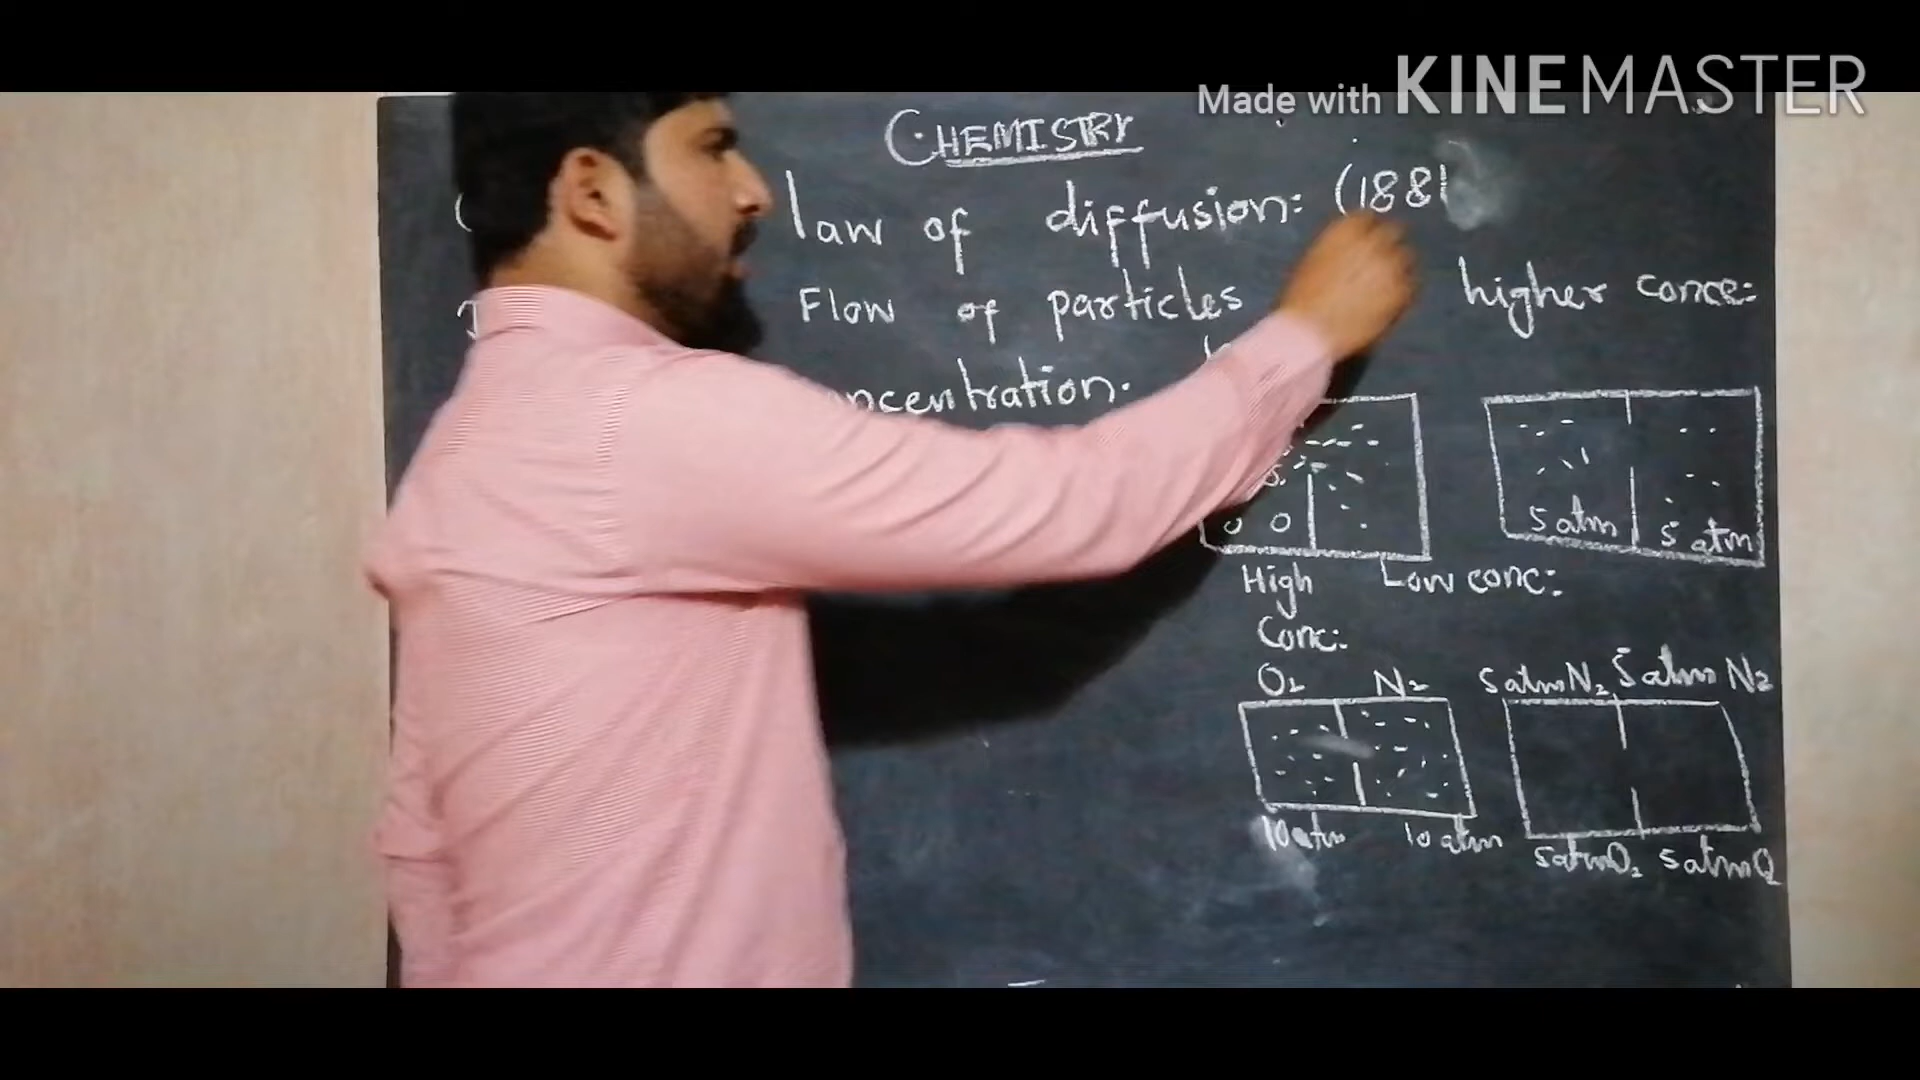 Made with KINEMASTER
CHEMISTRY
law of diffusion: (1881
Flow of particles higher conce:
ncentration.
5 atm 5 atm
High Low conc:
Conc:
O2 N2 5 atm N2 5 atm N2
10 atm 10 atm 5 atm O2 5 atm O2